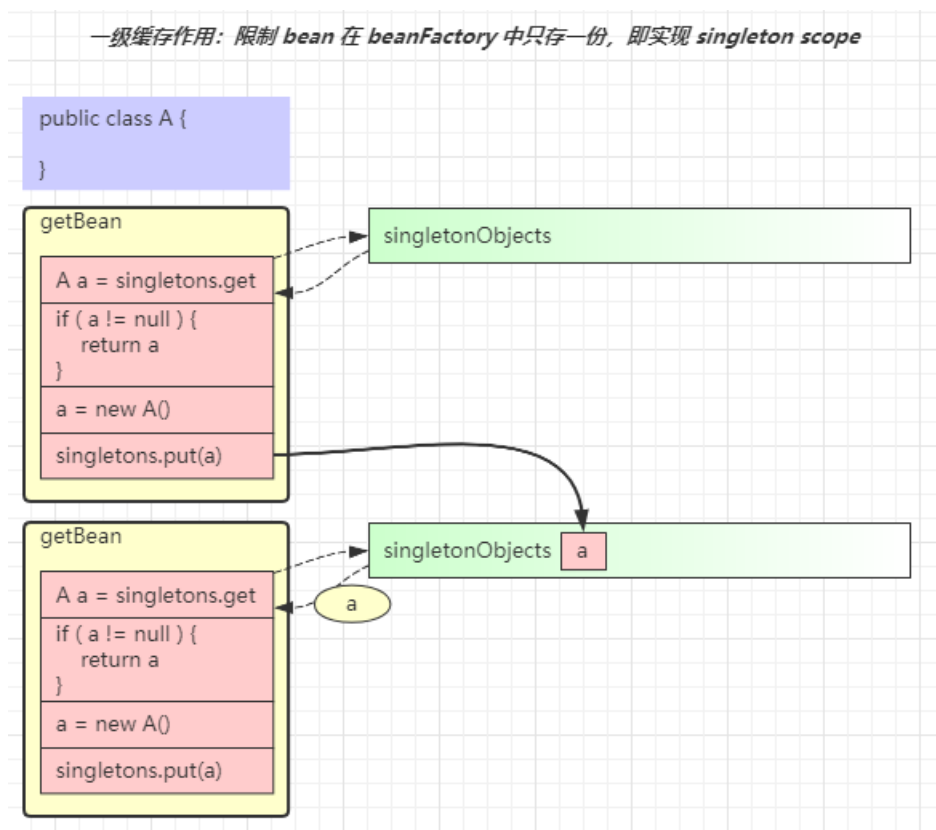 一级缓存作用：限制 bean 在 beanFactory 中只存一份，即实现 singleton scope
public class A {
}
getBean
singletonObjects
A a = singletons.get
if ( a != null ) {
return a
}
a = new A()
singletons.put(a)
getBean
singletonObjects
a
A a = singletons.get
a
if ( a != null ) {
return a
}
a = new A()
singletons.put(a)